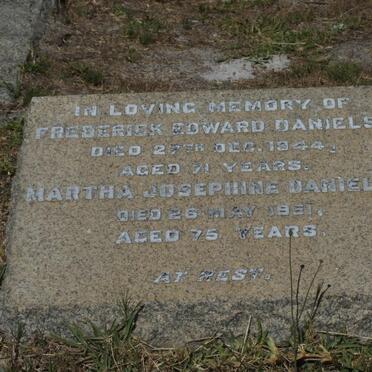 IN LOVING MEMORY OF
FREDERICK EDWARD DANIELS
DIED 27TH DEC. 1944,
AGED 71 YEARS.
MARTHA JOSEPHINE DANIEL
DIED 26 MAY 1951,
AGED 75 YEARS.
AT REST.